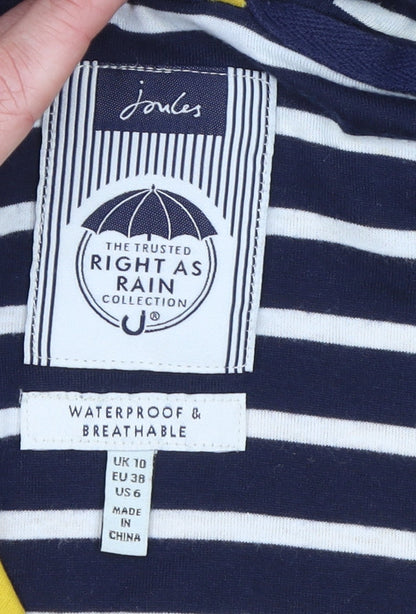 joules
THE TRUSTED
RIGHT AS
RAIN
COLLECTION
®
WATERPROOF &
BREATHABLE
UK 10
EU 38
US 6
MADE
IN
CHINA